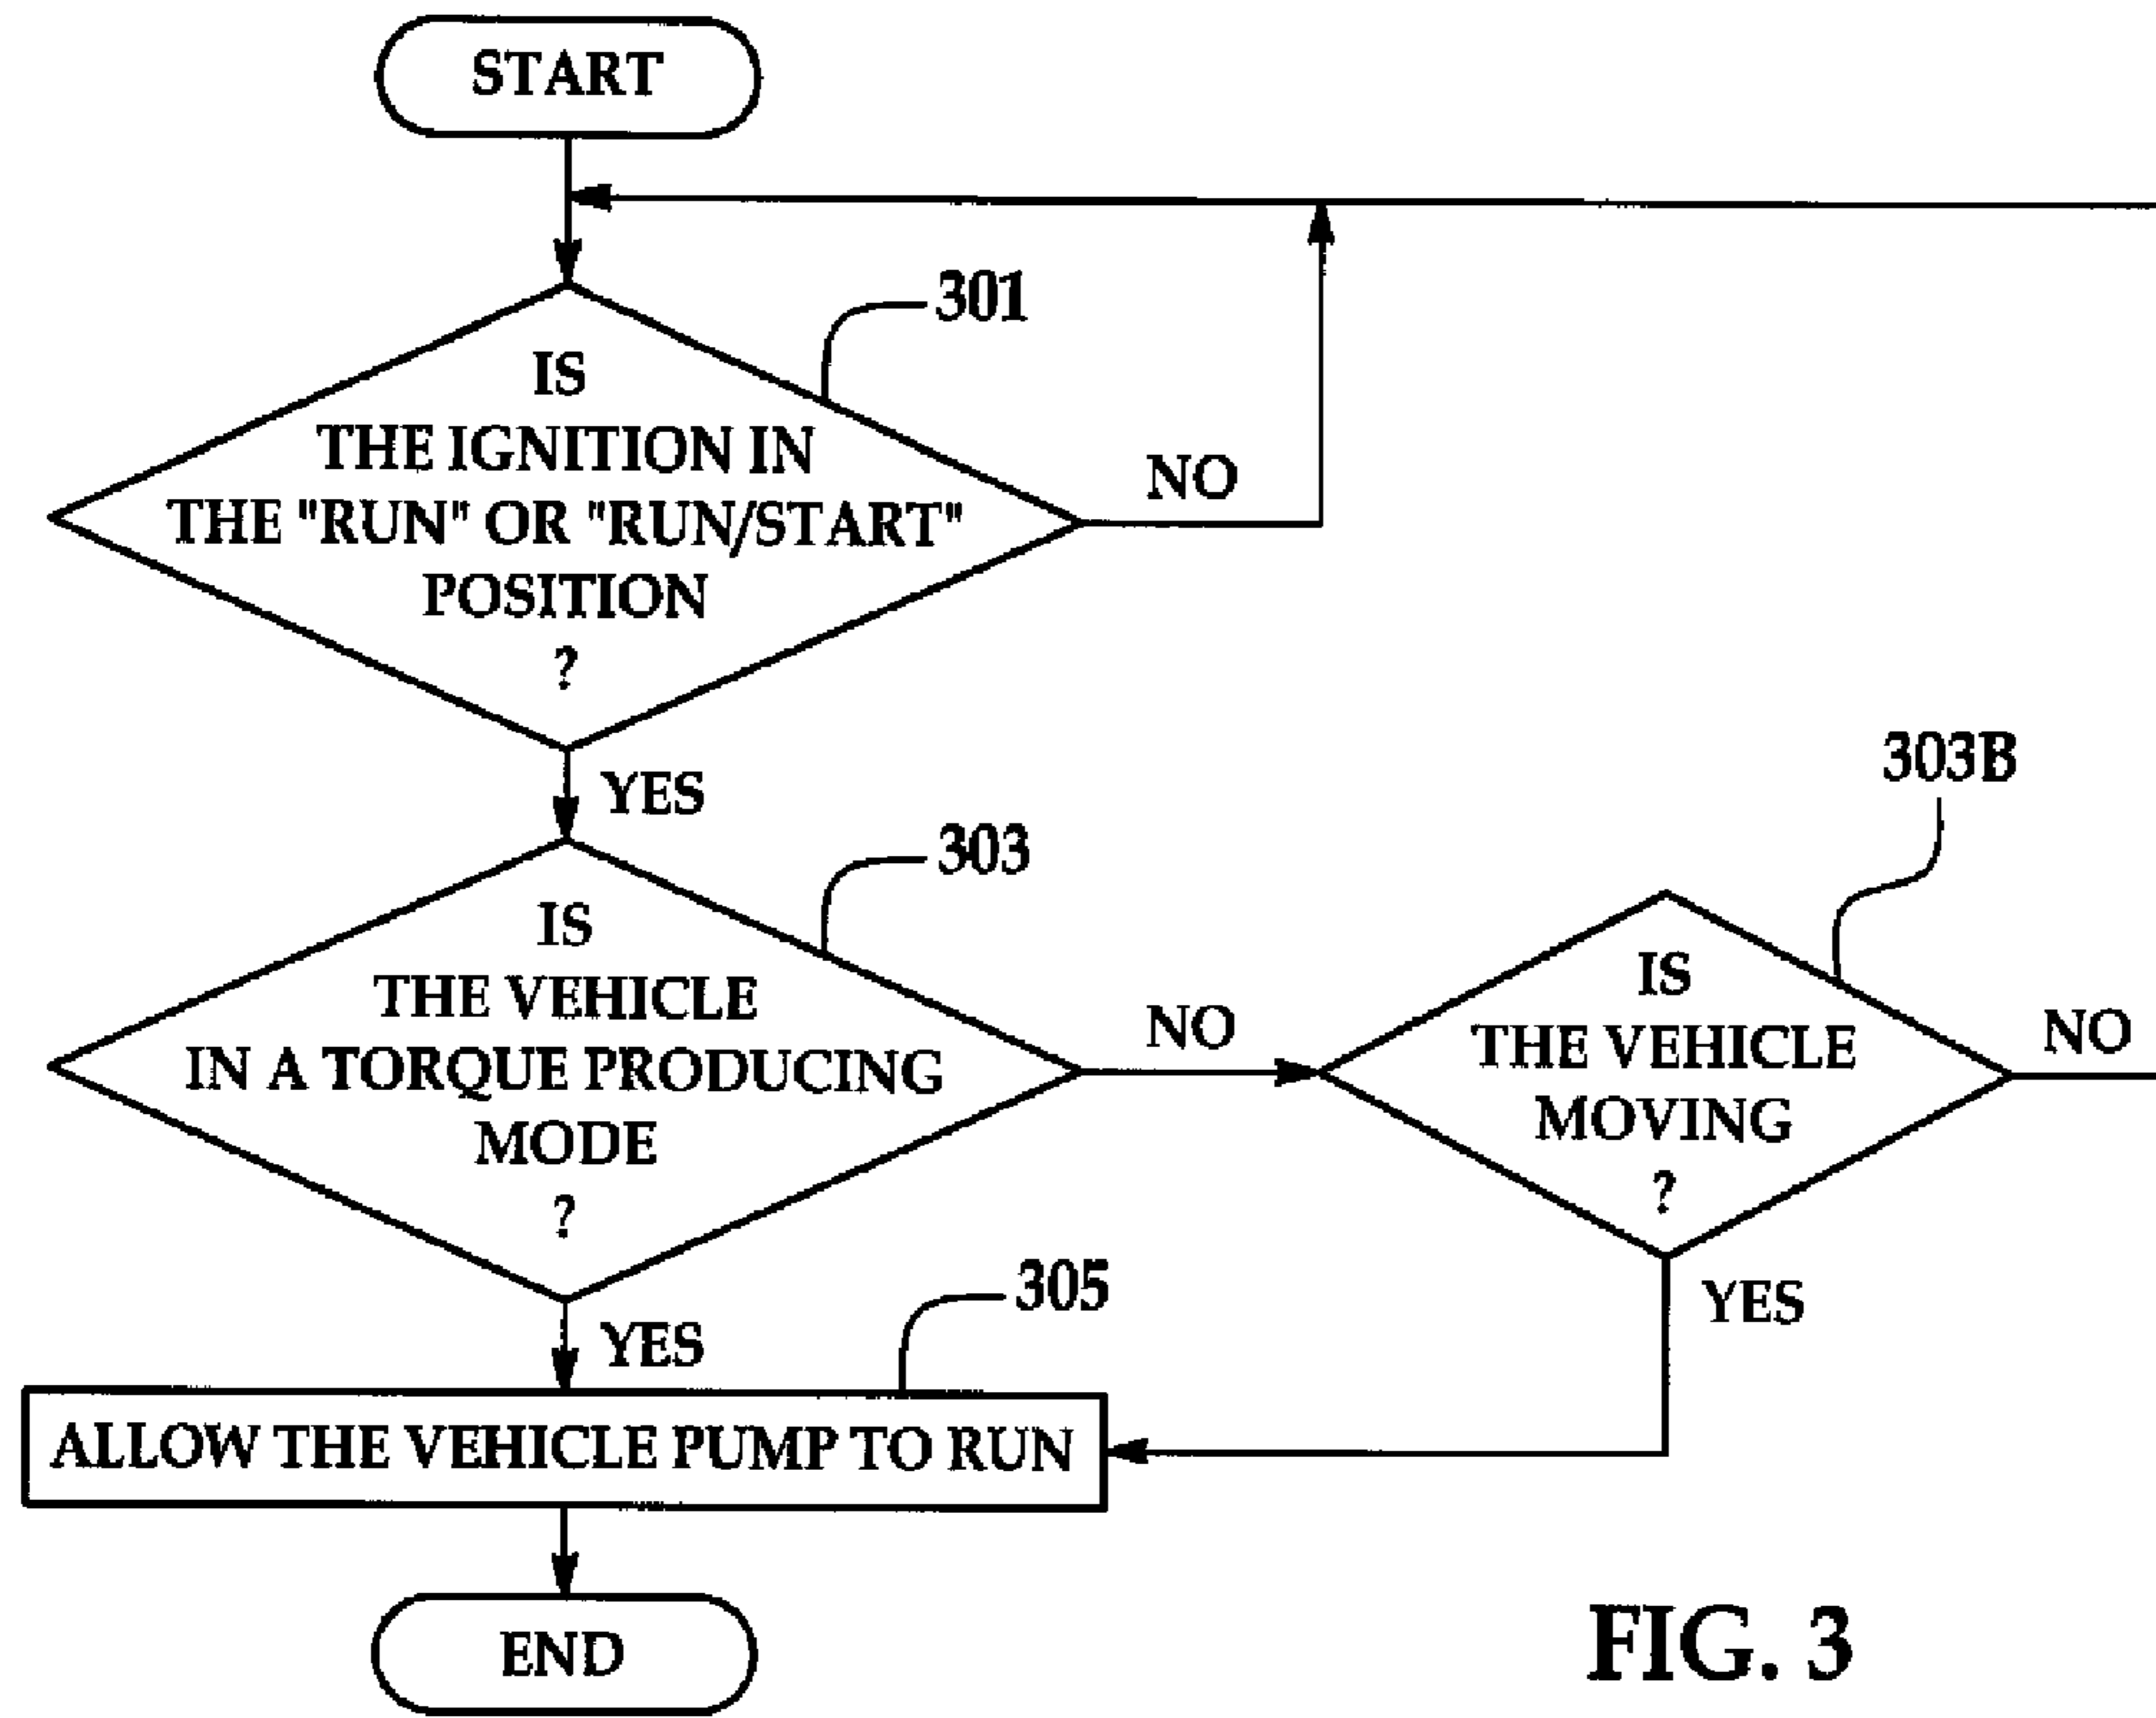 START
301
IS
THE IGNITION IN
THE "RUN" OR "RUN/START"
POSITION
?
NO
YES
303
IS
THE VEHICLE
IN A TORQUE PRODUCING
MODE
?
NO
303B
IS
THE VEHICLE
MOVING
?
NO
YES
YES
305
ALLOW THE VEHICLE PUMP TO RUN
END
FIG. 3